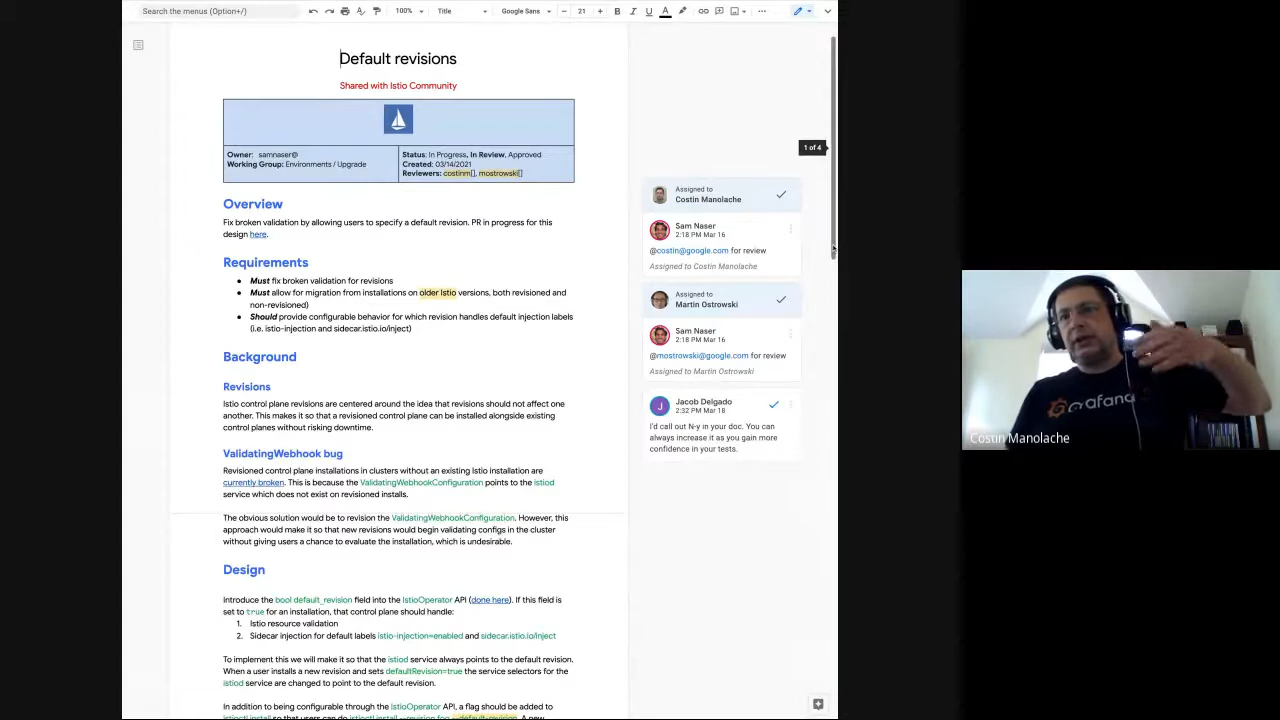 Search the menus (Option+/)
100%
Title
Google Sans
21
B I U A
Default revisions
Shared with Istio Community
Owner: samnaser@
Working Group: Environments / Upgrade
Status: In Progress, In Review, Approved
Created: 03/14/2021
Reviewers: costinm[], mostrowski[]
Overview
Fix broken validation by allowing users to specify a default revision. PR in progress for this
design here.
Requirements
● Must fix broken validation for revisions
● Must allow for migration from installations on older Istio versions, both revisioned and
non-revisioned)
● Should provide configurable behavior for which revision handles default injection labels
(i.e. istio-injection and sidecar.istio.io/inject)
Background
Revisions
Istio control plane revisions are centered around the idea that revisions should not affect one
another. This makes it so that a revisioned control plane can be installed alongside existing
control planes without risking downtime.
ValidatingWebhook bug
Revisioned control plane installations in clusters without an existing Istio installation are
currently broken. This is because the ValidatingWebhookConfiguration points to the istiod
service which does not exist on revisioned installs.
The obvious solution would be to revision the ValidatingWebhookConfiguration. However, this
approach would make it so that new revisions would begin validating configs in the cluster
without giving users a chance to evaluate the installation, which is undesirable.
Design
Introduce the bool default_revision field into the IstioOperator API (done here). If this field is
set to true for an installation, that control plane should handle:
1. Istio resource validation
2. Sidecar injection for default labels istio-injection=enabled and sidecar.istio.io/inject
To implement this we will make it so that the istiod service always points to the default revision.
When a user installs a new revision and sets defaultRevision=true the service selectors for the
istiod service are changed to point to the default revision.
In addition to being configurable through the IstioOperator API, a flag should be added to
istioctl install so that users can do istioctl install --revision foo --default-revision. A new
1 of 4
Assigned to
Costin Manolache
Sam Naser
2:18 PM Mar 16
@costin@google.com for review
Assigned to Costin Manolache
Assigned to
Martin Ostrowski
Sam Naser
2:18 PM Mar 16
@mostrowski@google.com for review
Assigned to Martin Ostrowski
J
Jacob Delgado
2:32 PM Mar 18
I'd call out N-y in your doc. You can
always increase it as you gain more
confidence in your tests.
Grafana
Costin Manolache